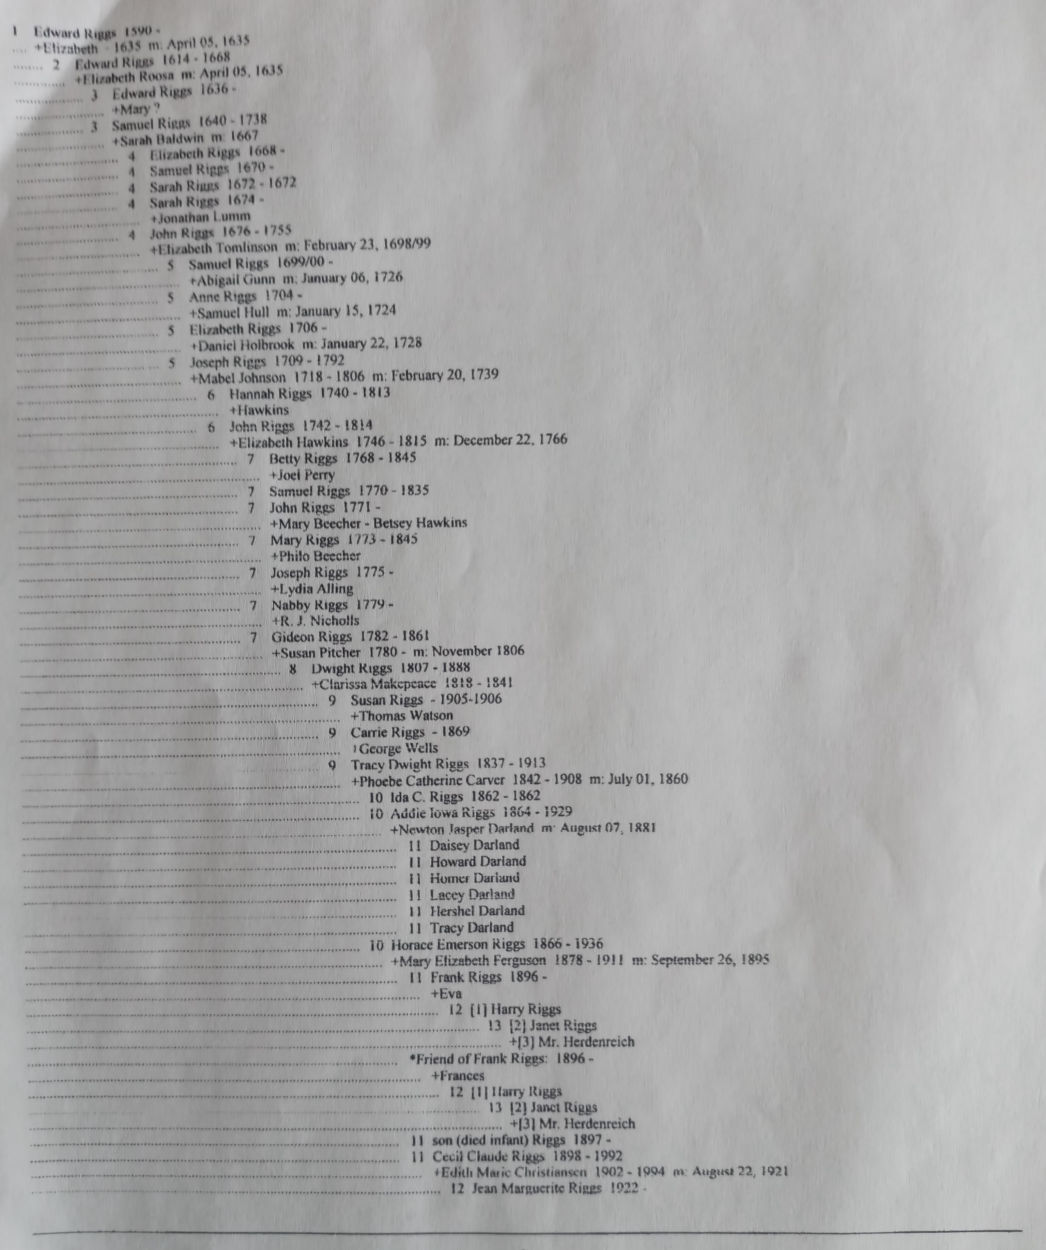 1 Edward Riggs 1590 -
.... +Elizabeth - 1635 m: April 05, 1635
........ 2 Edward Riggs 1614 - 1668
............. +Elizabeth Roosa m: April 05, 1635
.................. 3 Edward Riggs 1636 -
....................... +Mary ?
.................. 3 Samuel Riggs 1640 - 1738
....................... +Sarah Baldwin m: 1667
............................ 4 Elizabeth Riggs 1668 -
............................ 4 Samuel Riggs 1670 -
............................ 4 Sarah Riggs 1672 - 1672
............................ 4 Sarah Riggs 1674 -
................................. +Jonathan Lumm
............................ 4 John Riggs 1676 - 1755
................................. +Elizabeth Tomlinson m: February 23, 1698/99
...................................... 5 Samuel Riggs 1699/00 -
........................................... +Abigail Gunn m: January 06, 1726
...................................... 5 Anne Riggs 1704 -
........................................... +Samuel Hull m: January 15, 1724
...................................... 5 Elizabeth Riggs 1706 -
........................................... +Daniel Holbrook m: January 22, 1728
...................................... 5 Joseph Riggs 1709 - 1792
........................................... +Mabel Johnson 1718 - 1806 m: February 20, 1739
................................................ 6 Hannah Riggs 1740 - 1813
..................................................... +Hawkins
................................................ 6 John Riggs 1742 - 1814
..................................................... +Elizabeth Hawkins 1746 - 1815 m: December 22, 1766
.......................................................... 7 Betty Riggs 1768 - 1845
............................................................... +Joel Perry
.......................................................... 7 Samuel Riggs 1770 - 1835
.......................................................... 7 John Riggs 1771 -
............................................................... +Mary Beecher - Betsey Hawkins
.......................................................... 7 Mary Riggs 1773 - 1845
............................................................... +Philo Beecher
.......................................................... 7 Joseph Riggs 1775 -
............................................................... +Lydia Alling
.......................................................... 7 Nabby Riggs 1779 -
............................................................... +R. J. Nicholls
.......................................................... 7 Gideon Riggs 1782 - 1861
............................................................... +Susan Pitcher 1780 - m: November 1806
.................................................................... 8 Dwight Riggs 1807 - 1888
......................................................................... +Clarissa Makepeace 1818 - 1841
.............................................................................. 9 Susan Riggs - 1905-1906
................................................................................... +Thomas Watson
.............................................................................. 9 Carrie Riggs - 1869
................................................................................... +George Wells
.............................................................................. 9 Tracy Dwight Riggs 1837 - 1913
................................................................................... +Phoebe Catherine Carver 1842 - 1908 m: July 01, 1860
........................................................................................ 10 Ida C. Riggs 1862 - 1862
........................................................................................ 10 Addie Iowa Riggs 1864 - 1929
............................................................................................. +Newton Jasper Darland m: August 07, 1881
.................................................................................................. 11 Daisey Darland
.................................................................................................. 11 Howard Darland
.................................................................................................. 11 Homer Darland
.................................................................................................. 11 Lacey Darland
.................................................................................................. 11 Hershel Darland
.................................................................................................. 11 Tracy Darland
........................................................................................ 10 Horace Emerson Riggs 1866 - 1936
............................................................................................. +Mary Elizabeth Ferguson 1878 - 1911 m: September 26, 1895
.................................................................................................. 11 Frank Riggs 1896 -
....................................................................................................... +Eva
............................................................................................................ 12 [1] Harry Riggs
...................................................................................................................... 13 [2] Janet Riggs
........................................................................................................................... +[3] Mr. Herdenreich
.................................................................................................. *Friend of Frank Riggs: 1896 -
....................................................................................................... +Frances
............................................................................................................ 12 [1] Harry Riggs
...................................................................................................................... 13 [2] Janet Riggs
........................................................................................................................... +[3] Mr. Herdenreich
.................................................................................................. 11 son (died infant) Riggs 1897 -
.................................................................................................. 11 Cecil Claude Riggs 1898 - 1992
....................................................................................................... +Edith Marie Christiansen 1902 - 1994 m: August 22, 1921
............................................................................................................ 12 Jean Marguerite Riggs 1922 -